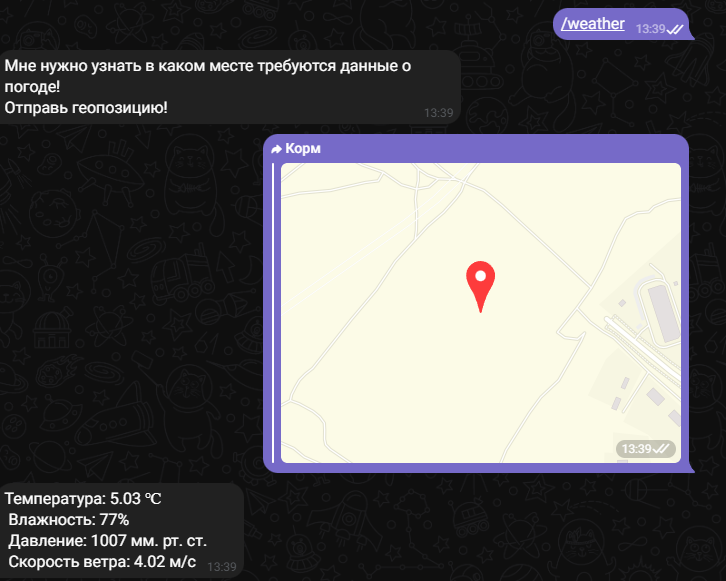 /weather 13:39
Мне нужно узнать в каком месте требуются данные о
погоде!
Отправь геопозицию!
13:39
Корм
13:39
Температура: 5.03 °C
Влажность: 77%
Давление: 1007 мм. рт. ст.
Скорость ветра: 4.02 м/с 13:39